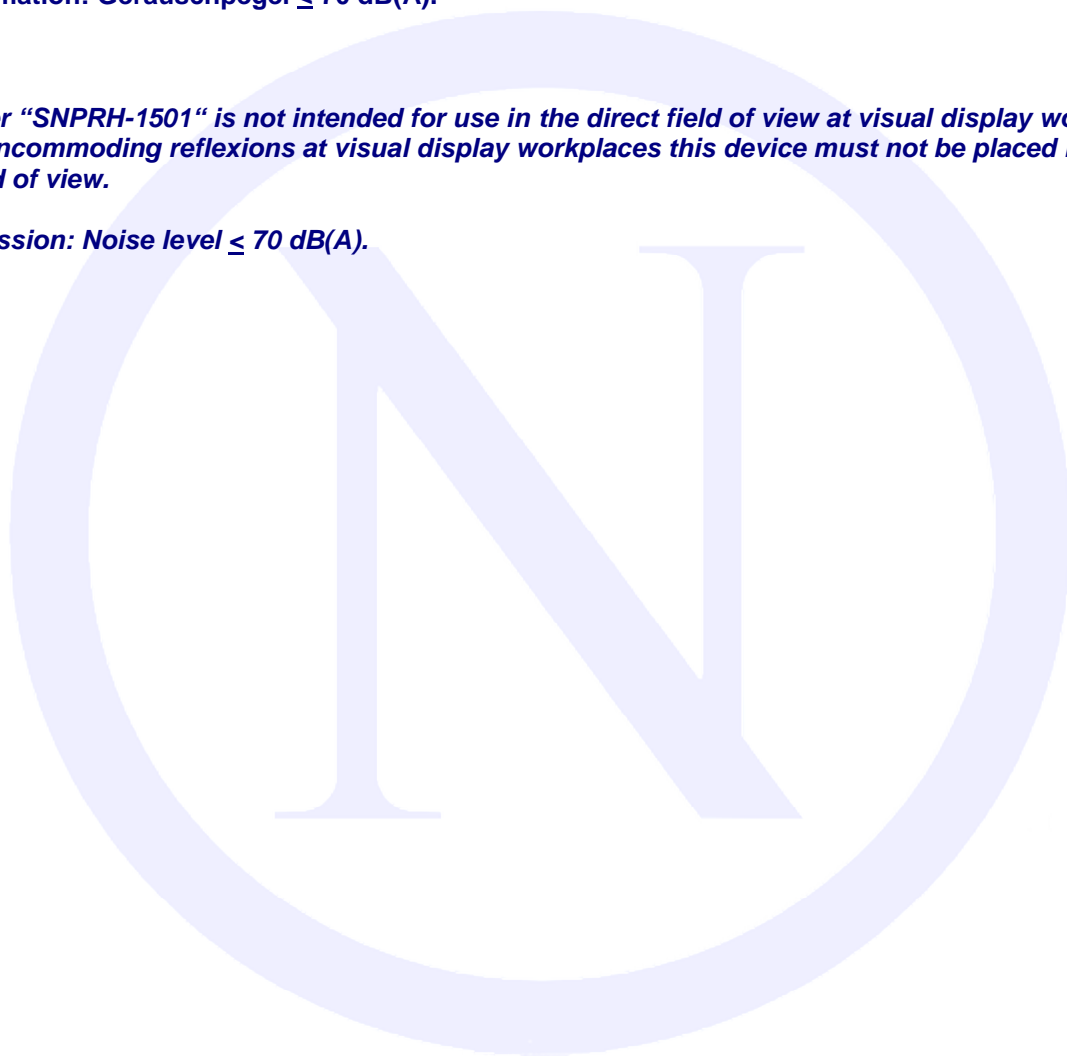 Geräuschpegel ≤ 70 dB(A).
r “SNPRH-1501“ is not intended for use in the direct field of view at visual display wo
ncommoding reflexions at visual display workplaces this device must not be placed
d of view.
ssion: Noise level ≤ 70 dB(A).
N